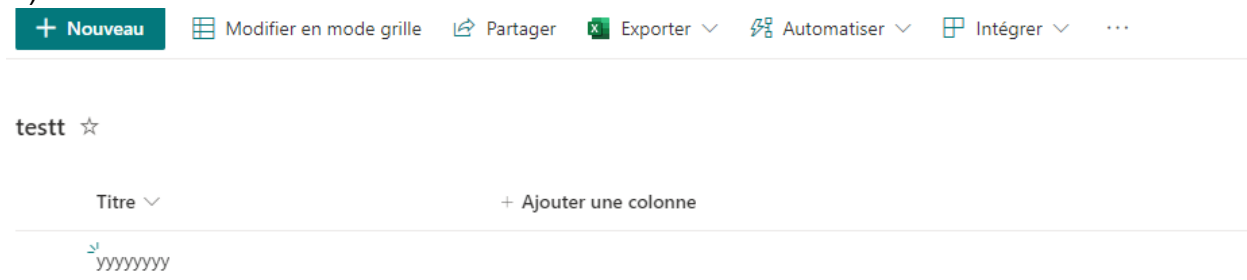 + Nouveau Modifier en mode grille Partager Exporter Automatiser Intégrer ...
testt
Titre + Ajouter une colonne
yyyyyyyy